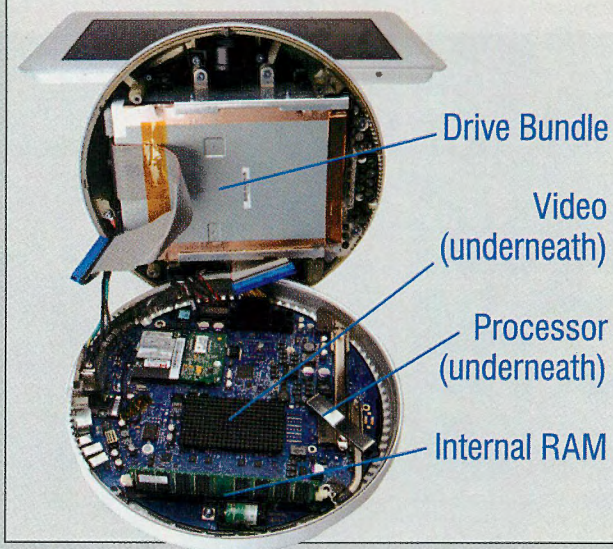 Drive Bundle
Video
(underneath)
Processor
(underneath)
Internal RAM